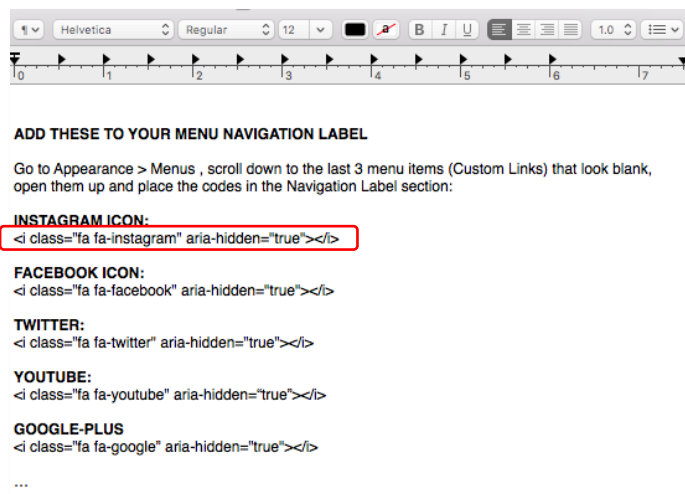 ¶ Helvetica Regular 12 a B I U 1.0
0 1 2 3 4 5 6 7
ADD THESE TO YOUR MENU NAVIGATION LABEL
Go to Appearance > Menus , scroll down to the last 3 menu items (Custom Links) that look blank,
open them up and place the codes in the Navigation Label section:
INSTAGRAM ICON:
<i class="fa fa-instagram" aria-hidden="true"></i>
FACEBOOK ICON:
<i class="fa fa-facebook" aria-hidden="true"></i>
TWITTER:
<i class="fa fa-twitter" aria-hidden="true"></i>
YOUTUBE:
<i class="fa fa-youtube" aria-hidden=“true"></i>
GOOGLE-PLUS
<i class="fa fa-google” aria-hidden="true"></i>
...